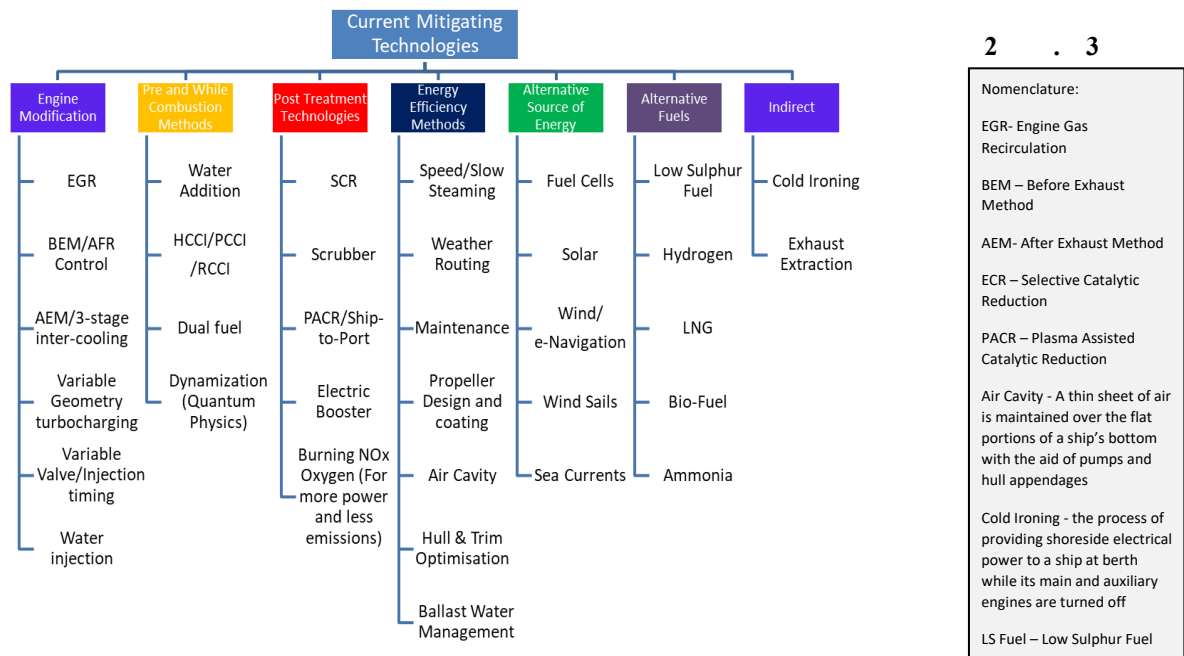 Current Mitigating
Technologies
2 . 3
Engine
Modification
Pre and While
Combustion
Methods
Post Treatment
Technologies
Energy
Efficiency
Methods
Alternative
Source of
Energy
Alternative
Fuels
Indirect
EGR
BEM/AFR
Control
AEM/3-stage
inter-cooling
Variable
Geometry
turbocharging
Variable
Valve/Injection
timing
Water
injection
Water
Addition
HCCI/PCCI
/RCCI
Dual fuel
Dynamization
(Quantum
Physics)
SCR
Scrubber
PACR/Ship-
to-Port
Electric
Booster
Burning NOx
Oxygen (For
more power
and less
emissions)
Speed/Slow
Steaming
Weather
Routing
Maintenance
Propeller
Design and
coating
Air Cavity
Hull & Trim
Optimisation
Ballast Water
Management
Fuel Cells
Solar
Wind/
e-Navigation
Wind Sails
Sea Currents
Low Sulphur
Fuel
Hydrogen
LNG
Bio-Fuel
Ammonia
Cold Ironing
Exhaust
Extraction
Nomenclature:
EGR- Engine Gas
Recirculation
BEM – Before Exhaust
Method
AEM- After Exhaust Method
ECR – Selective Catalytic
Reduction
PACR – Plasma Assisted
Catalytic Reduction
Air Cavity - A thin sheet of air
is maintained over the flat
portions of a ship’s bottom
with the aid of pumps and
hull appendages
Cold Ironing - the process of
providing shoreside electrical
power to a ship at berth
while its main and auxiliary
engines are turned off
LS Fuel – Low Sulphur Fuel